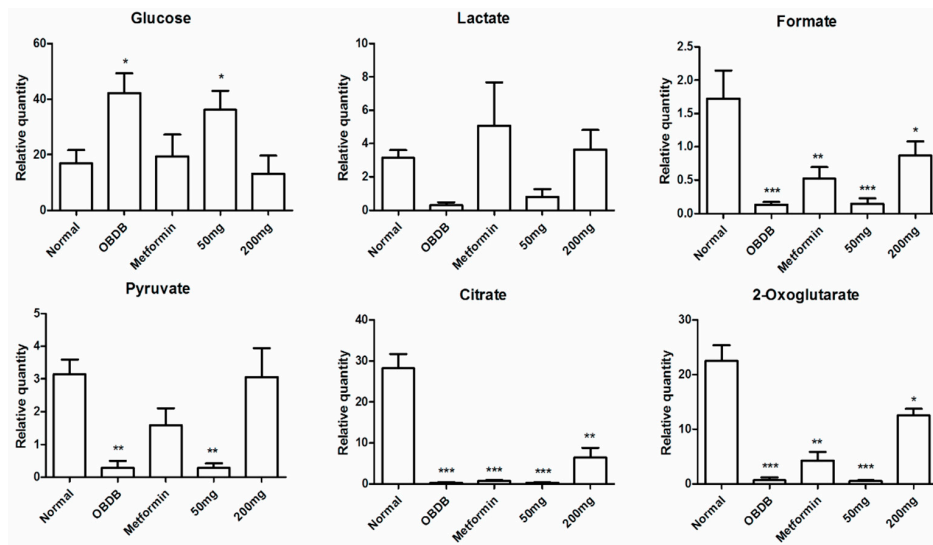 Glucose
Relative quantity
60
40
20
0
*
*
Normal
OBDB
Metformin
50mg
200mg
Lactate
Relative quantity
10
8
6
4
2
0
Normal
OBDB
Metformin
50mg
200mg
Formate
Relative quantity
2.5
2.0
1.5
1.0
0.5
0.0
***
**
***
*
Normal
OBDB
Metformin
50mg
200mg
Pyruvate
Relative quantity
5
4
3
2
1
0
**
**
Normal
OBDB
Metformin
50mg
200mg
Citrate
Relative quantity
40
30
20
10
0
***
***
***
**
Normal
OBDB
Metformin
50mg
200mg
2-Oxoglutarate
Relative quantity
30
20
10
0
***
**
***
*
Normal
OBDB
Metformin
50mg
200mg